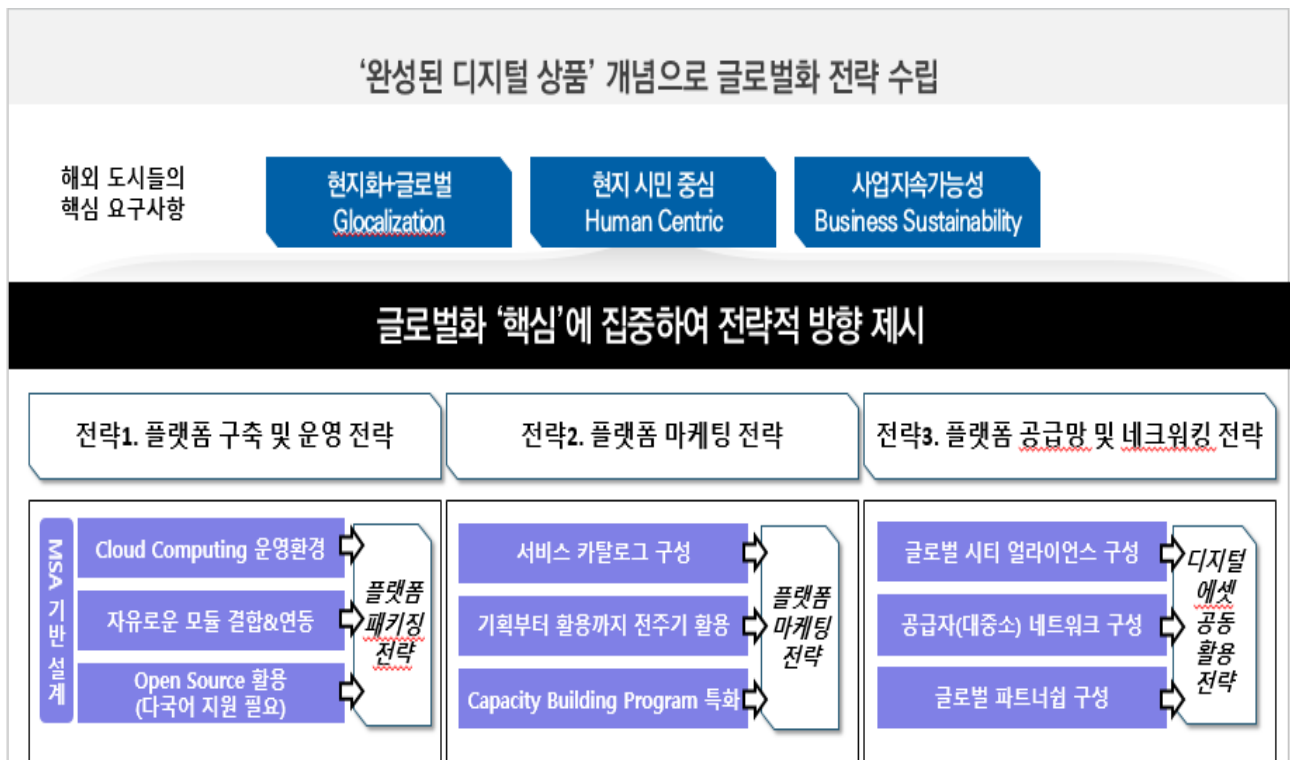 '완성된 디지털 상품' 개념으로 글로벌화 전략 수립
해외 도시들의
핵심 요구사항
현지화+글로벌
Glocalization
현지 시민 중심
Human Centric
사업지속가능성
Business Sustainability
글로벌화 '핵심'에 집중하여 전략적 방향 제시
전략1. 플랫폼 구축 및 운영 전략
전략2. 플랫폼 마케팅 전략
전략3. 플랫폼 공급망 및 네크워킹 전략
MSA 기반 설계
Cloud Computing 운영환경
자유로운 모듈 결합&연동
Open Source 활용
(다국어 지원 필요)
플랫폼
패키징
전략
서비스 카탈로그 구성
기획부터 활용까지 전주기 활용
Capacity Building Program 특화
플랫폼
마케팅
전략
글로벌 시티 얼라이언스 구성
공급자(대중소) 네트워크 구성
글로벌 파트너쉽 구성
디지털
에셋
공동
활용
전략